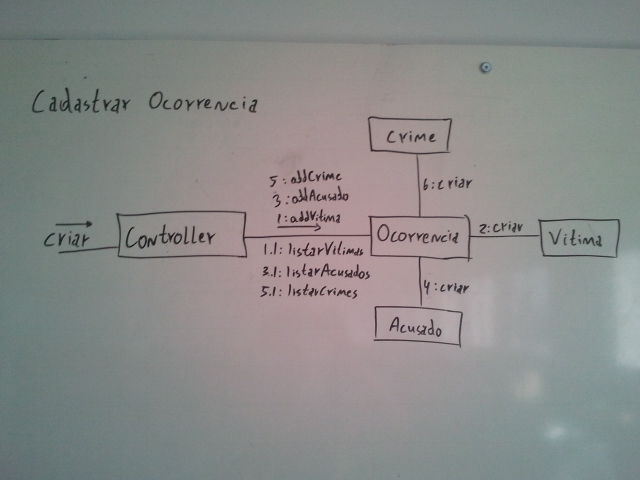 Cadastrar Ocorrencia
Crime
5: addCrime
3: addAcusado
1: addVitima
6: criar
criar
Controller
Ocorrencia
2: criar
Vitima
1.1: listarVitimas
3.1: listarAcusados
5.1: listarCrimes
4: criar
Acusado